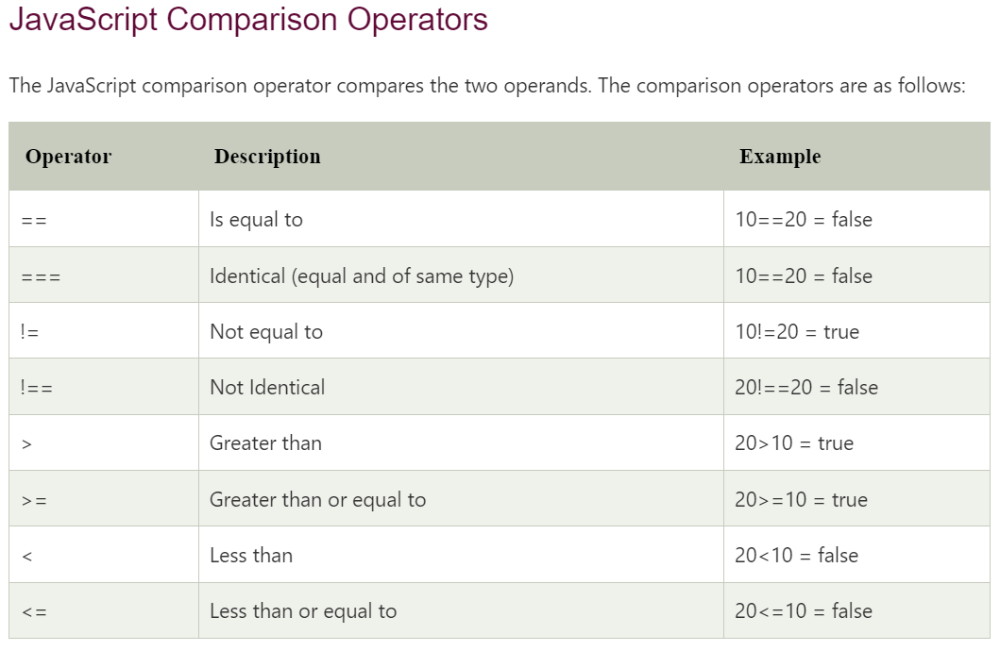 JavaScript Comparison Operators
The JavaScript comparison operator compares the two operands. The comparison operators are as follows:
Operator Description Example
== Is equal to 10==20 = false
=== Identical (equal and of same type) 10==20 = false
!= Not equal to 10!=20 = true
!== Not Identical 20!==20 = false
> Greater than 20>10 = true
>= Greater than or equal to 20>=10 = true
< Less than 20<10 = false
<= Less than or equal to 20<=10 = false